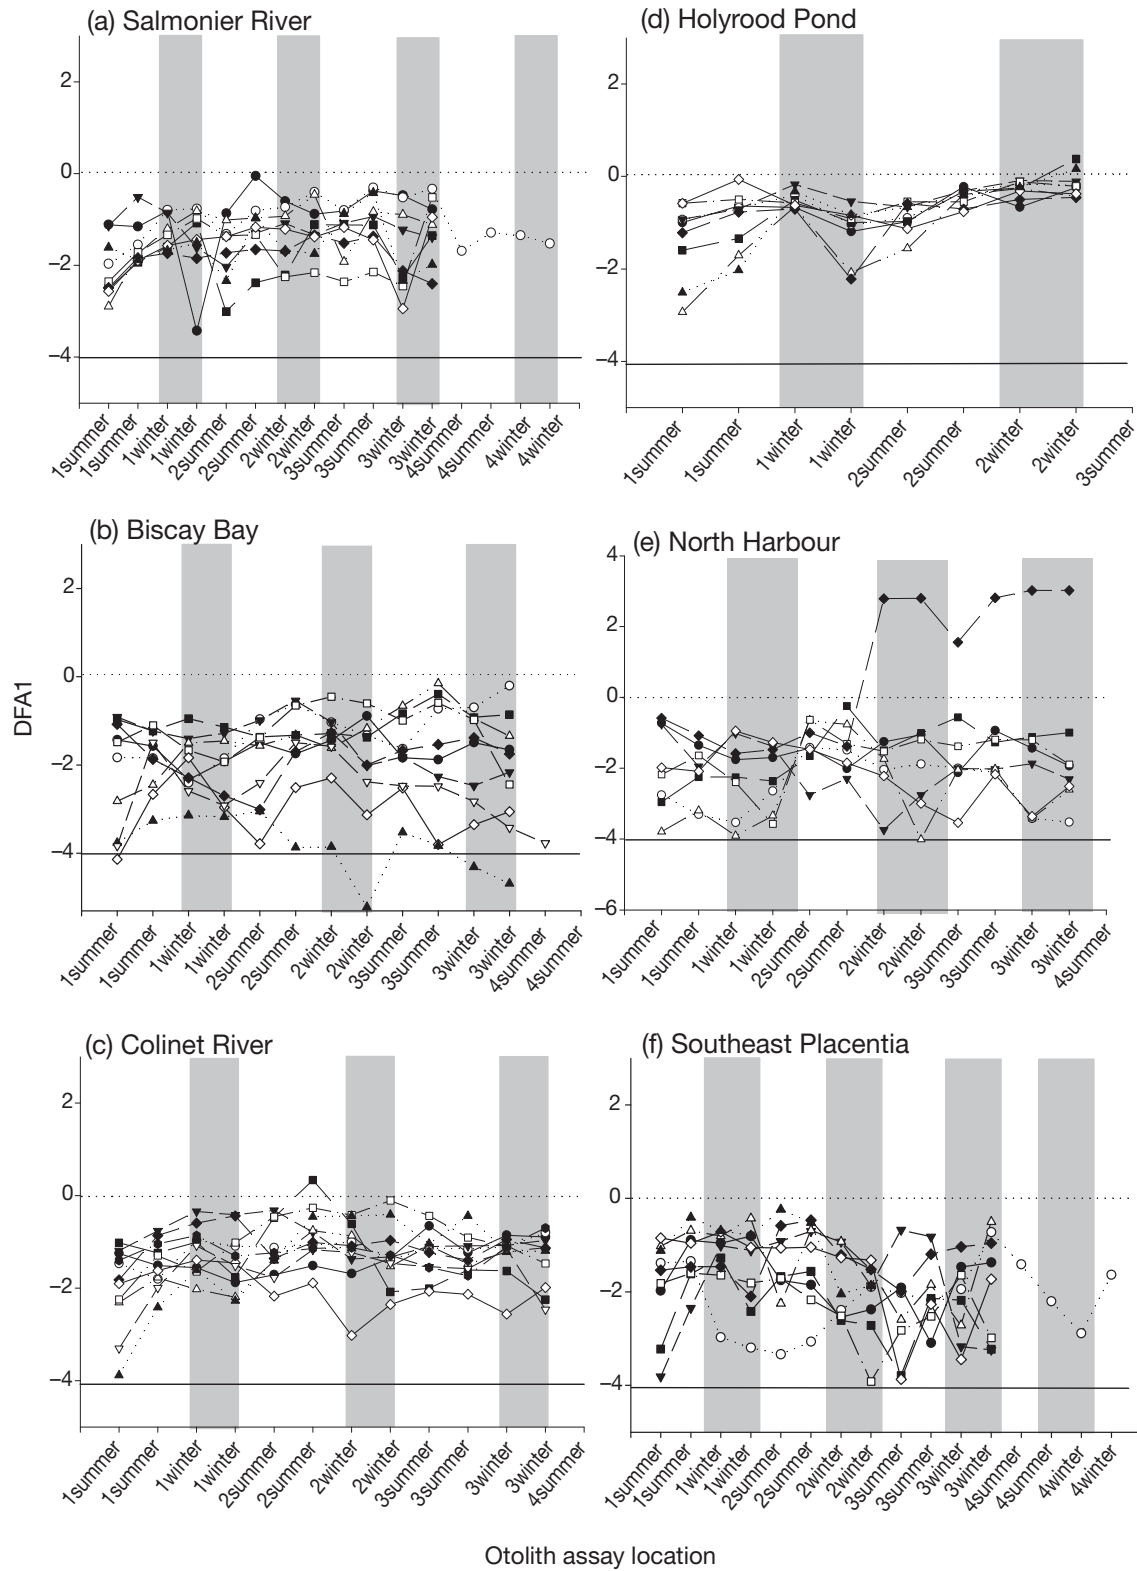 (a) Salmonier River
2
0
−2
−4
1summer
1summer
1winter
1winter
2summer
2summer
2winter
2winter
3summer
3summer
3winter
3winter
4summer
4summer
4winter
4winter
(d) Holyrood Pond
2
0
−2
−4
1summer
1summer
1winter
1winter
2summer
2summer
2winter
2winter
3summer
(b) Biscay Bay
DFA1
2
0
−2
−4
1summer
1summer
1winter
1winter
2summer
2summer
2winter
2winter
3summer
3summer
3winter
3winter
4summer
4summer
(e) North Harbour
4
2
0
−2
−4
−6
1summer
1summer
1winter
1winter
2summer
2summer
2winter
2winter
3summer
3summer
3winter
3winter
4summer
(c) Colinet River
2
0
−2
−4
1summer
1summer
1winter
1winter
2summer
2summer
2winter
2winter
3summer
3summer
3winter
3winter
4summer
(f) Southeast Placentia
2
0
−2
−4
1summer
1summer
1winter
1winter
2summer
2summer
2winter
2winter
3summer
3summer
3winter
3winter
4summer
4summer
4winter
4winter
Otolith assay location